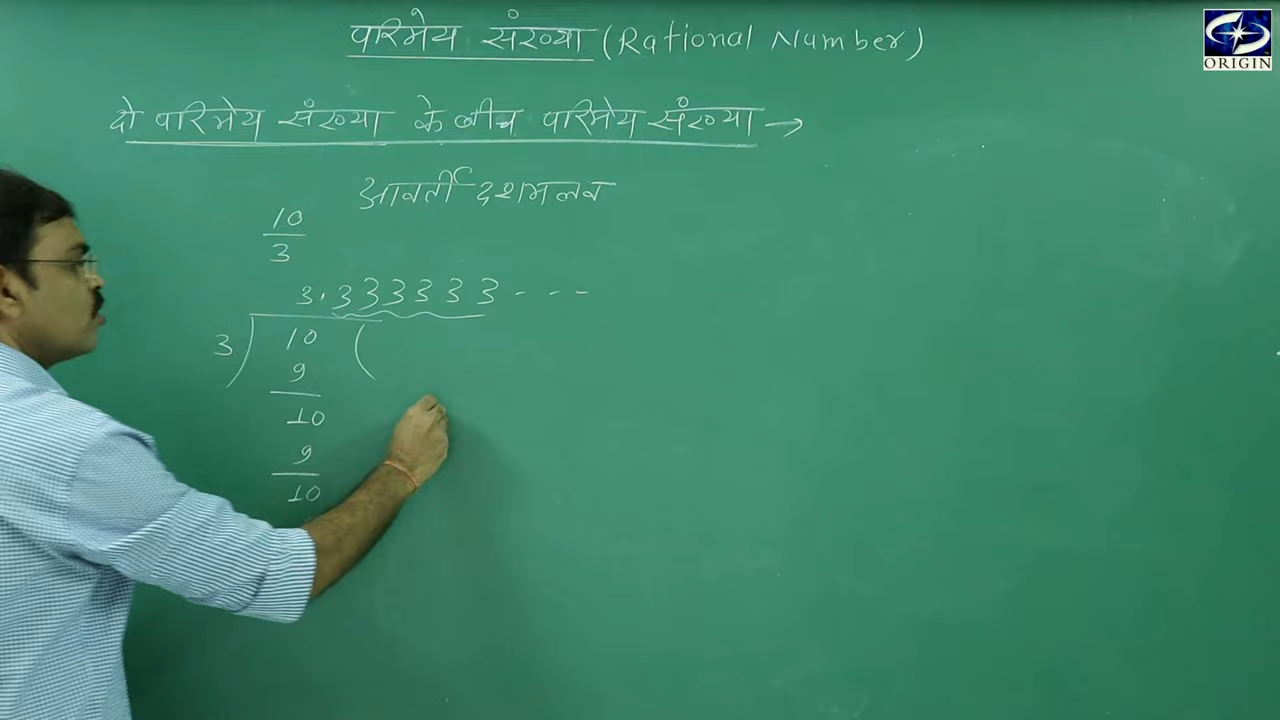 परिमेय संख्या (Rational Number)
ORIGIN
दो परिमेय संख्या के बीच परिमेय संख्या →
आवर्ती दशमलव
10
3
3.333333---
3) 10 (
9
10
9
10